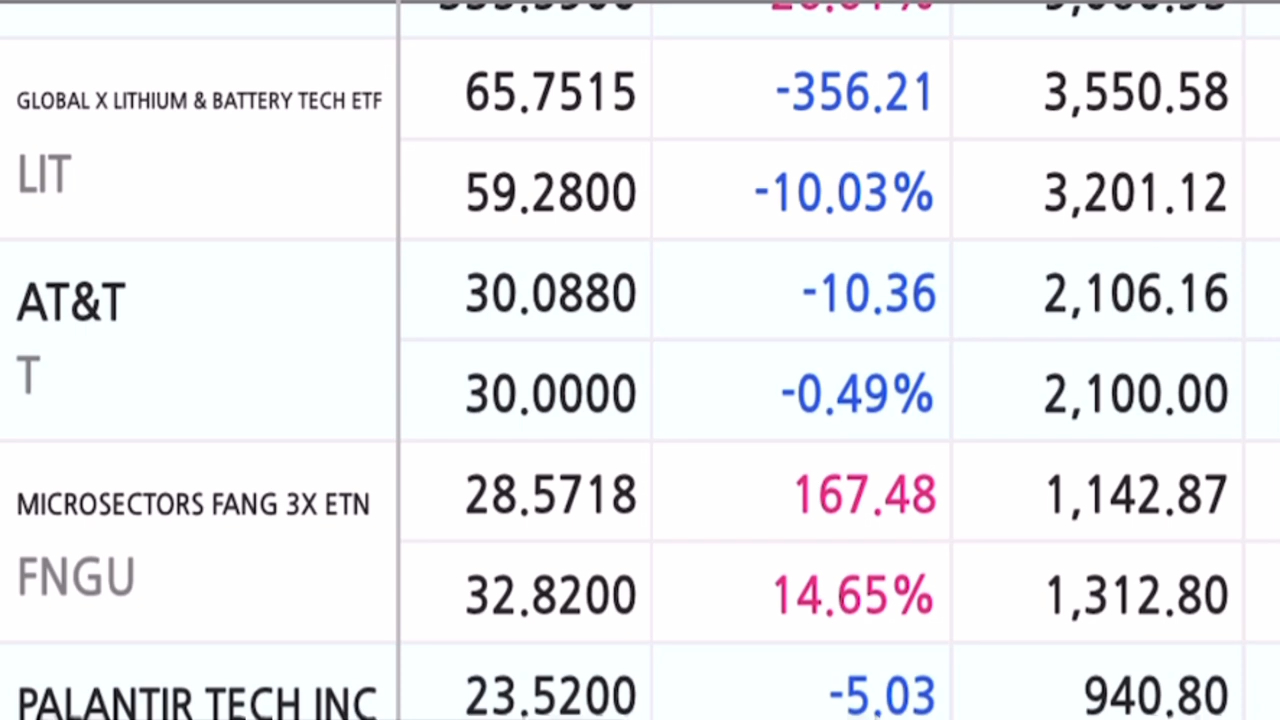 GLOBAL X LITHIUM & BATTERY TECH ETF 65.7515 -356.21 3,550.58
LIT 59.2800 -10.03% 3,201.12
AT&T 30.0880 -10.36 2,106.16
T 30.0000 -0.49% 2,100.00
MICROSECTORS FANG 3X ETN 28.5718 167.48 1,142.87
FNGU 32.8200 14.65% 1,312.80
PALANTIR TECH INC 23.5200 -5.03 940.80